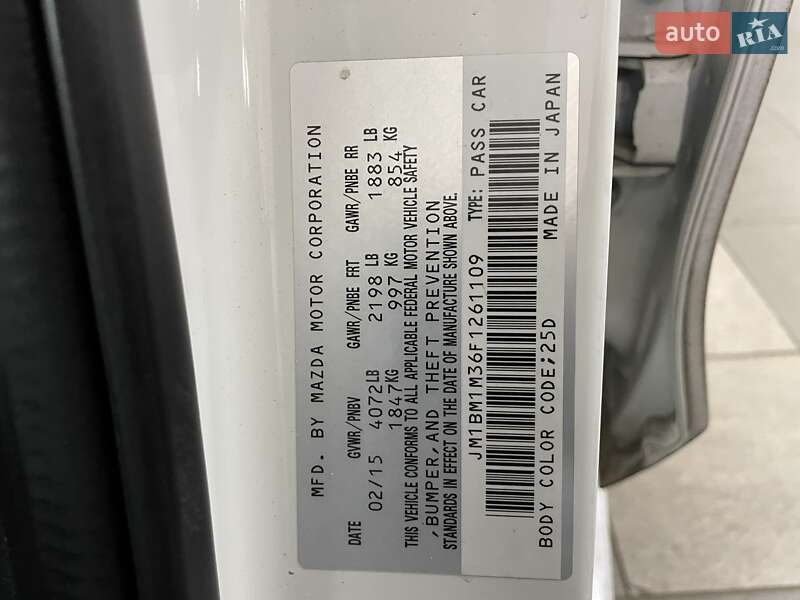 auto RIA .com
MFD. BY MAZDA MOTOR CORPORATION
DATE GVWR/PNBV GAWR/PNBE FRT GAWR/PNBE RR
02/15 4072LB 2198 LB 1883 LB
1847KG 997 KG 854 KG
THIS VEHICLE CONFORMS TO ALL APPLICABLE FEDERAL MOTOR VEHICLE SAFETY
,BUMPER,AND THEFT PREVENTION
STANDARDS IN EFFECT ON THE DATE OF MANUFACTURE SHOWN ABOVE.
JM1BM1M36F1261109 TYPE: PASS CAR
BODY COLOR CODE;25D MADE IN JAPAN